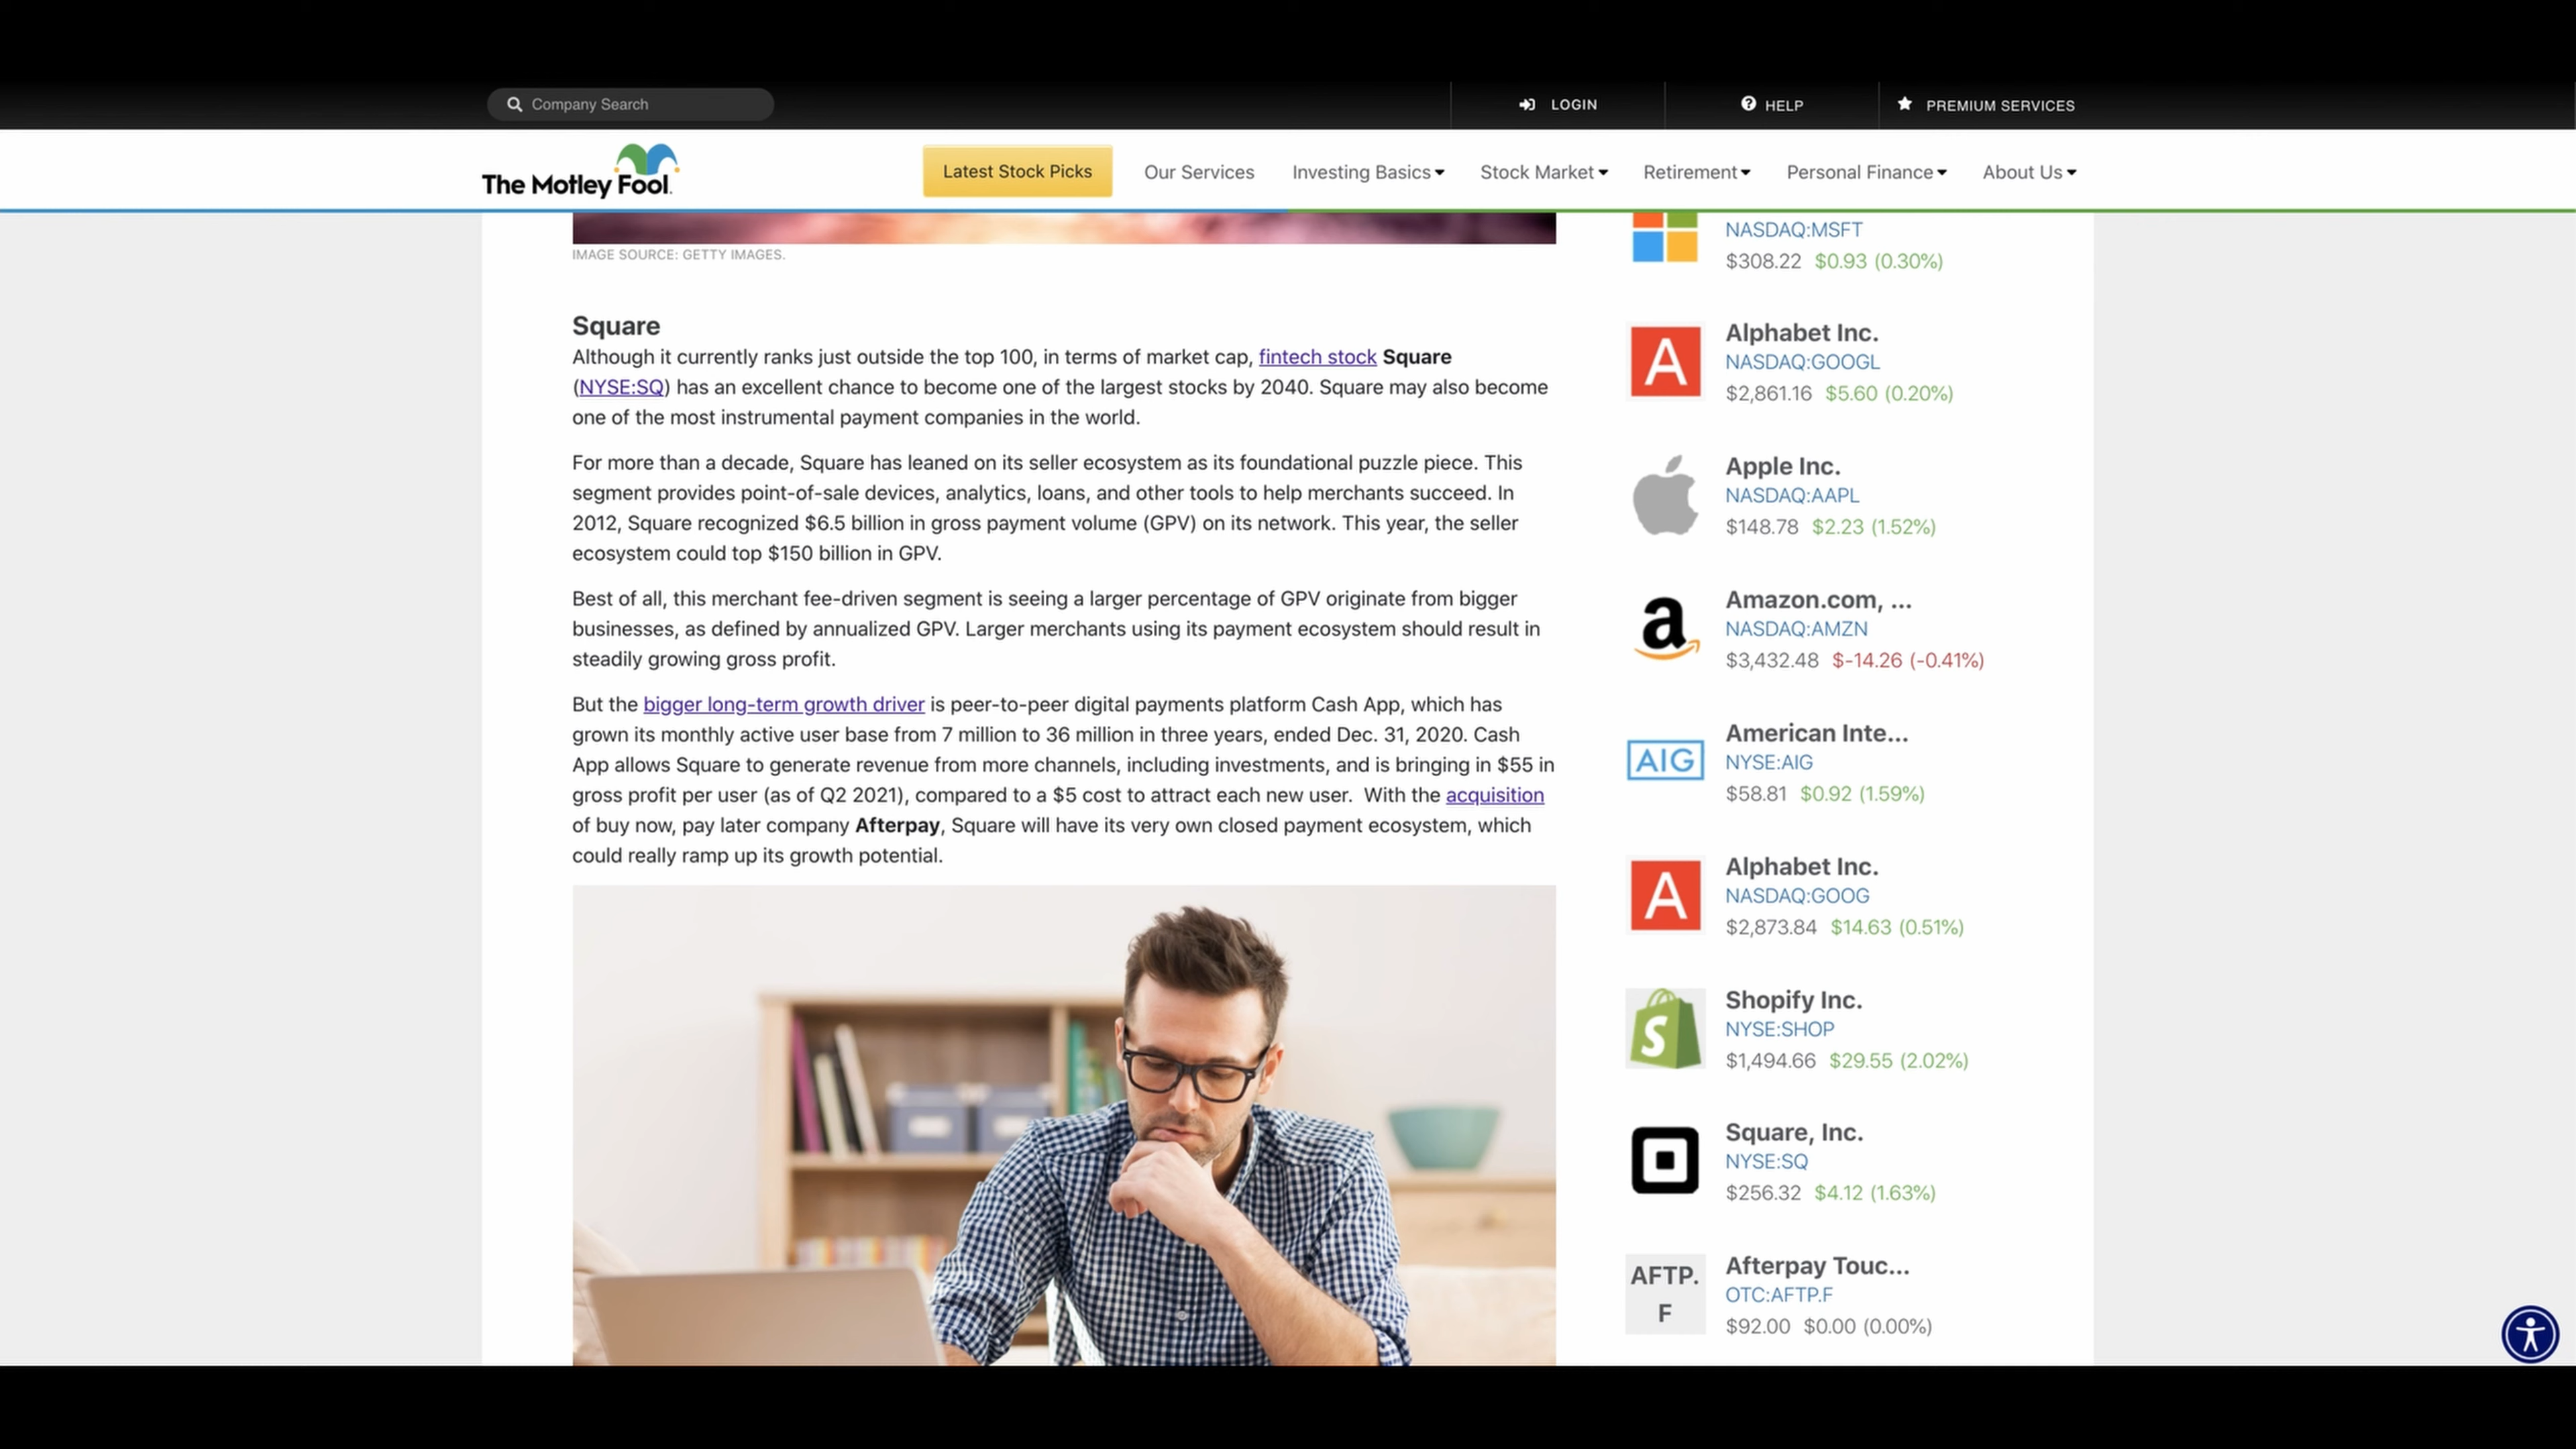 Company Search
LOGIN
HELP
PREMIUM SERVICES
The Motley Fool.
Latest Stock Picks
Our Services
Investing Basics
Stock Market
Retirement
Personal Finance
About Us
IMAGE SOURCE: GETTY IMAGES.
Square
Although it currently ranks just outside the top 100, in terms of market cap, fintech stock Square
(NYSE:SQ) has an excellent chance to become one of the largest stocks by 2040. Square may also become
one of the most instrumental payment companies in the world.
For more than a decade, Square has leaned on its seller ecosystem as its foundational puzzle piece. This
segment provides point-of-sale devices, analytics, loans, and other tools to help merchants succeed. In
2012, Square recognized $6.5 billion in gross payment volume (GPV) on its network. This year, the seller
ecosystem could top $150 billion in GPV.
Best of all, this merchant fee-driven segment is seeing a larger percentage of GPV originate from bigger
businesses, as defined by annualized GPV. Larger merchants using its payment ecosystem should result in
steadily growing gross profit.
But the bigger long-term growth driver is peer-to-peer digital payments platform Cash App, which has
grown its monthly active user base from 7 million to 36 million in three years, ended Dec. 31, 2020. Cash
App allows Square to generate revenue from more channels, including investments, and is bringing in $55 in
gross profit per user (as of Q2 2021), compared to a $5 cost to attract each new user. With the acquisition
of buy now, pay later company Afterpay, Square will have its very own closed payment ecosystem, which
could really ramp up its growth potential.
NASDAQ:MSFT
$308.22 $0.93 (0.30%)
A
Alphabet Inc.
NASDAQ:GOOGL
$2,861.16 $5.60 (0.20%)
Apple Inc.
NASDAQ:AAPL
$148.78 $2.23 (1.52%)
a
Amazon.com, ...
NASDAQ:AMZN
$3,432.48 $-14.26 (-0.41%)
AIG
American Inte...
NYSE:AIG
$58.81 $0.92 (1.59%)
A
Alphabet Inc.
NASDAQ:GOOG
$2,873.84 $14.63 (0.51%)
S
Shopify Inc.
NYSE:SHOP
$1,494.66 $29.55 (2.02%)
Square, Inc.
NYSE:SQ
$256.32 $4.12 (1.63%)
AFTP.
F
Afterpay Touc...
OTC:AFTP.F
$92.00 $0.00 (0.00%)